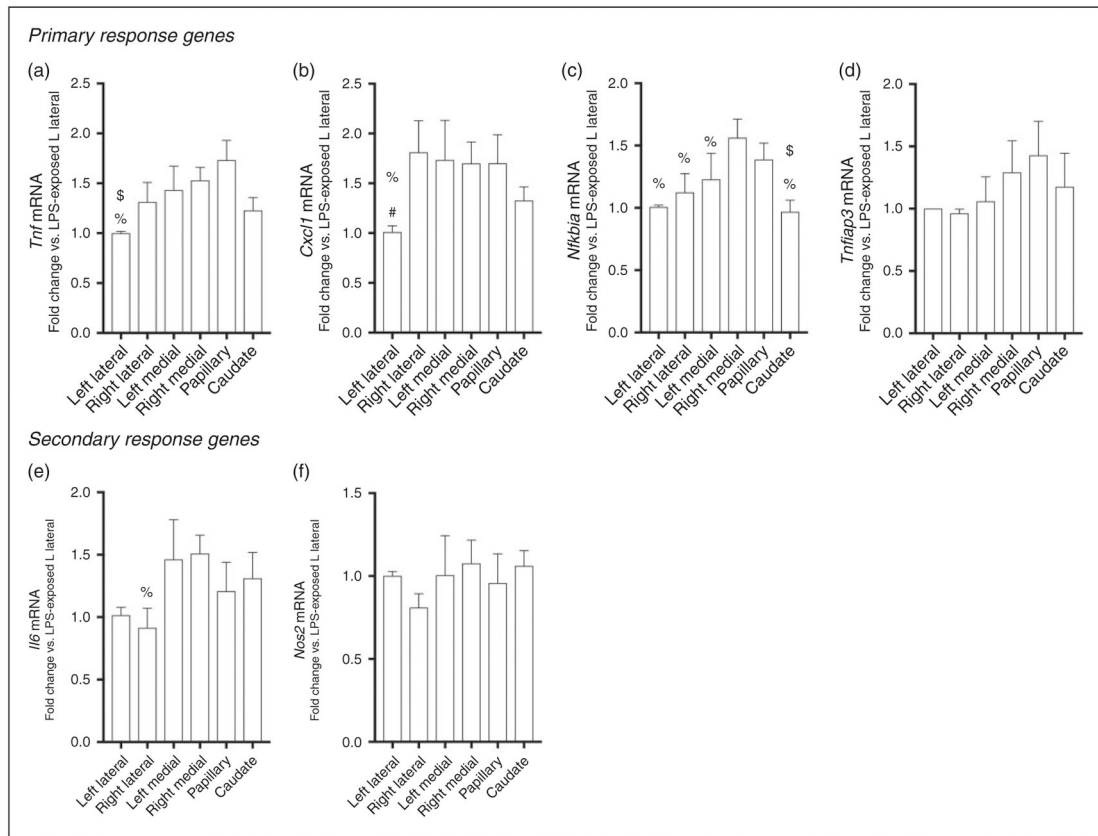 Primary response genes
(a)
Tnf mRNA
Fold change vs. LPS-exposed L lateral
2.5
2.0
1.5
1.0
0.5
0.0
$
%
Left lateral
Right lateral
Left medial
Right medial
Papillary
Caudate
(b)
Cxcl1 mRNA
Fold change vs. LPS-exposed L lateral
2.5
2.0
1.5
1.0
0.5
0.0
%
#
Left lateral
Right lateral
Left medial
Right medial
Papillary
Caudate
(c)
Nfkbia mRNA
Fold change vs. LPS-exposed L lateral
2.0
1.5
1.0
0.5
0.0
%
%
%
$
%
Left lateral
Right lateral
Left medial
Right medial
Papillary
Caudate
(d)
Tnfiap3 mRNA
Fold change vs. LPS-exposed L lateral
2.0
1.5
1.0
0.5
0.0
Left lateral
Right lateral
Left medial
Right medial
Papillary
Caudate
Secondary response genes
(e)
Il6 mRNA
Fold change vs. LPS-exposed L lateral
2.0
1.5
1.0
0.5
0.0
%
Left lateral
Right lateral
Left medial
Right medial
Papillary
Caudate
(f)
Nos2 mRNA
Fold change vs. LPS-exposed L lateral
1.5
1.0
0.5
0.0
Left lateral
Right lateral
Left medial
Right medial
Papillary
Caudate